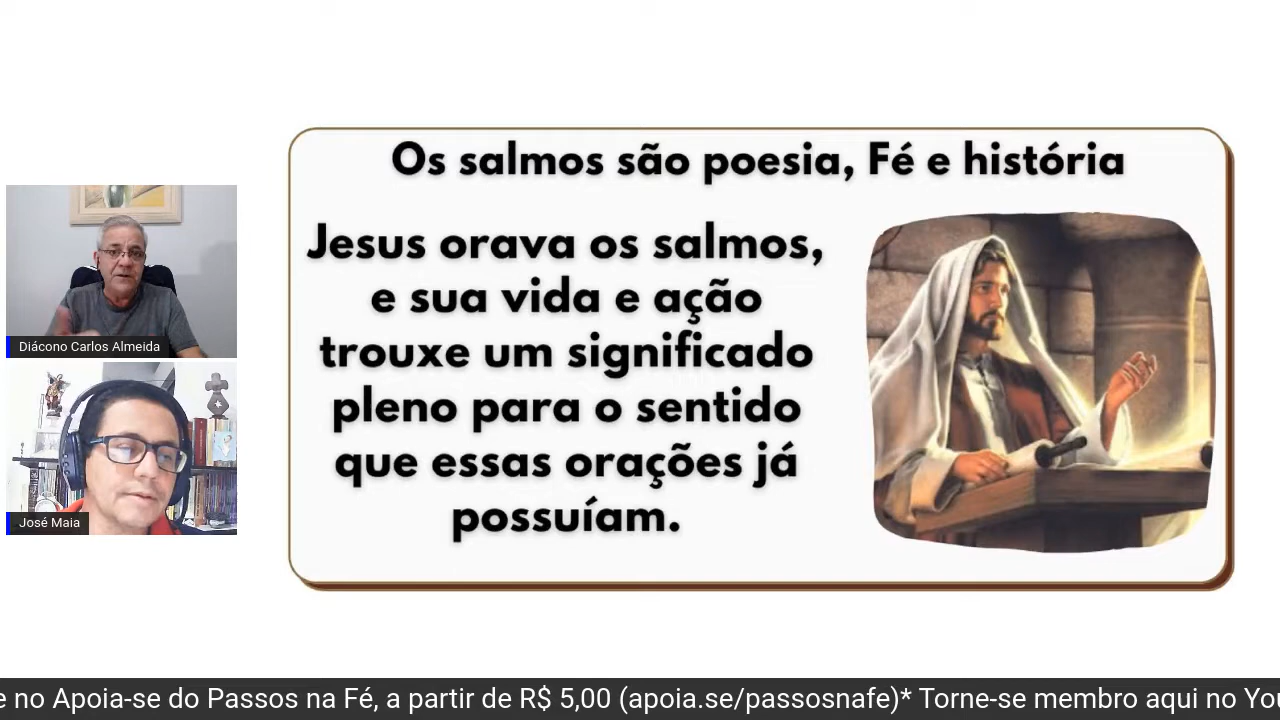 Os salmos são poesia, Fé e história
Jesus orava os salmos,
e sua vida e ação
trouxe um significado
pleno para o sentido
que essas orações já
possuíam.
Diácono Carlos Almeida
José Maia
no Apoia-se do Passos na Fé, a partir de R$ 5,00 (apoia.se/passosnafe)* Torne-se membro aqui no